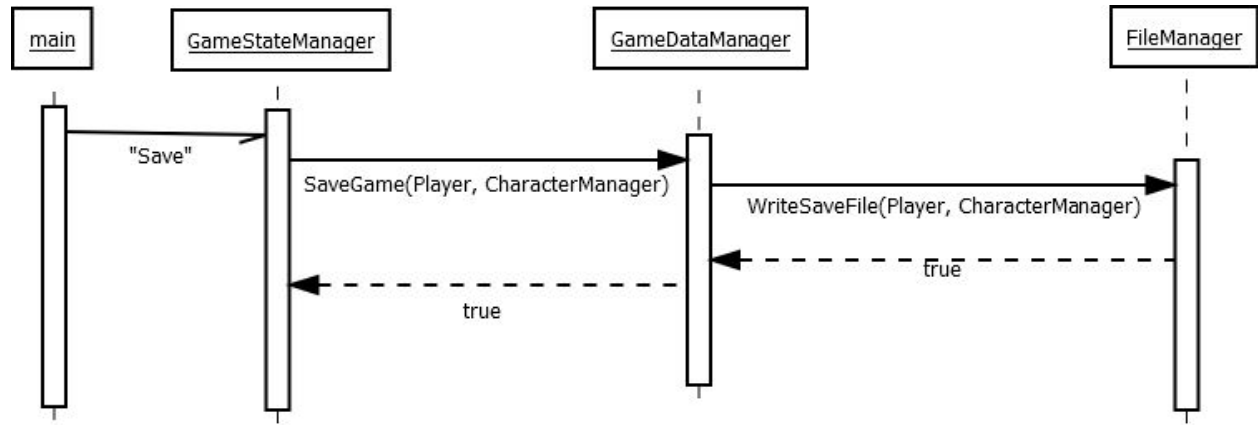 main
GameStateManager
GameDataManager
FileManager
"Save"
SaveGame(Player, CharacterManager)
WriteSaveFile(Player, CharacterManager)
true
true